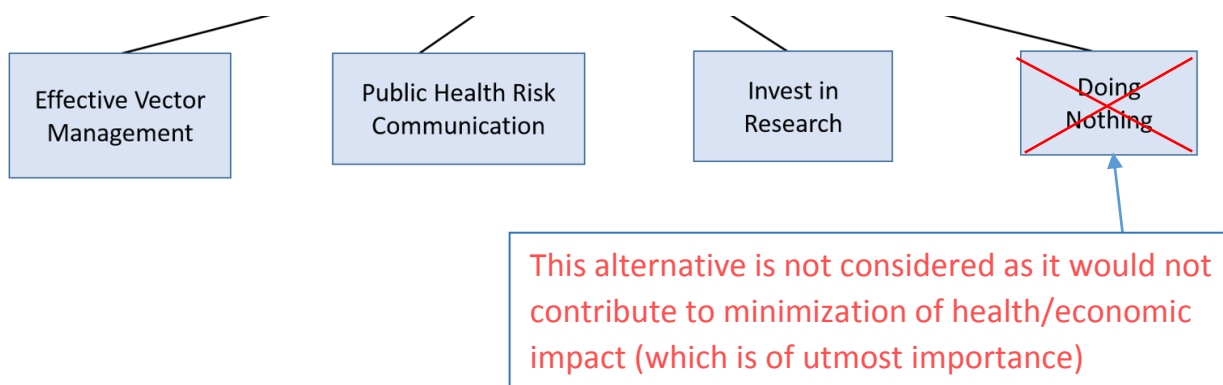 Effective Vector
Management
Public Health Risk
Communication
Invest in
Research
Doing
Nothing
This alternative is not considered as it would not
contribute to minimization of health/economic
impact (which is of utmost importance)